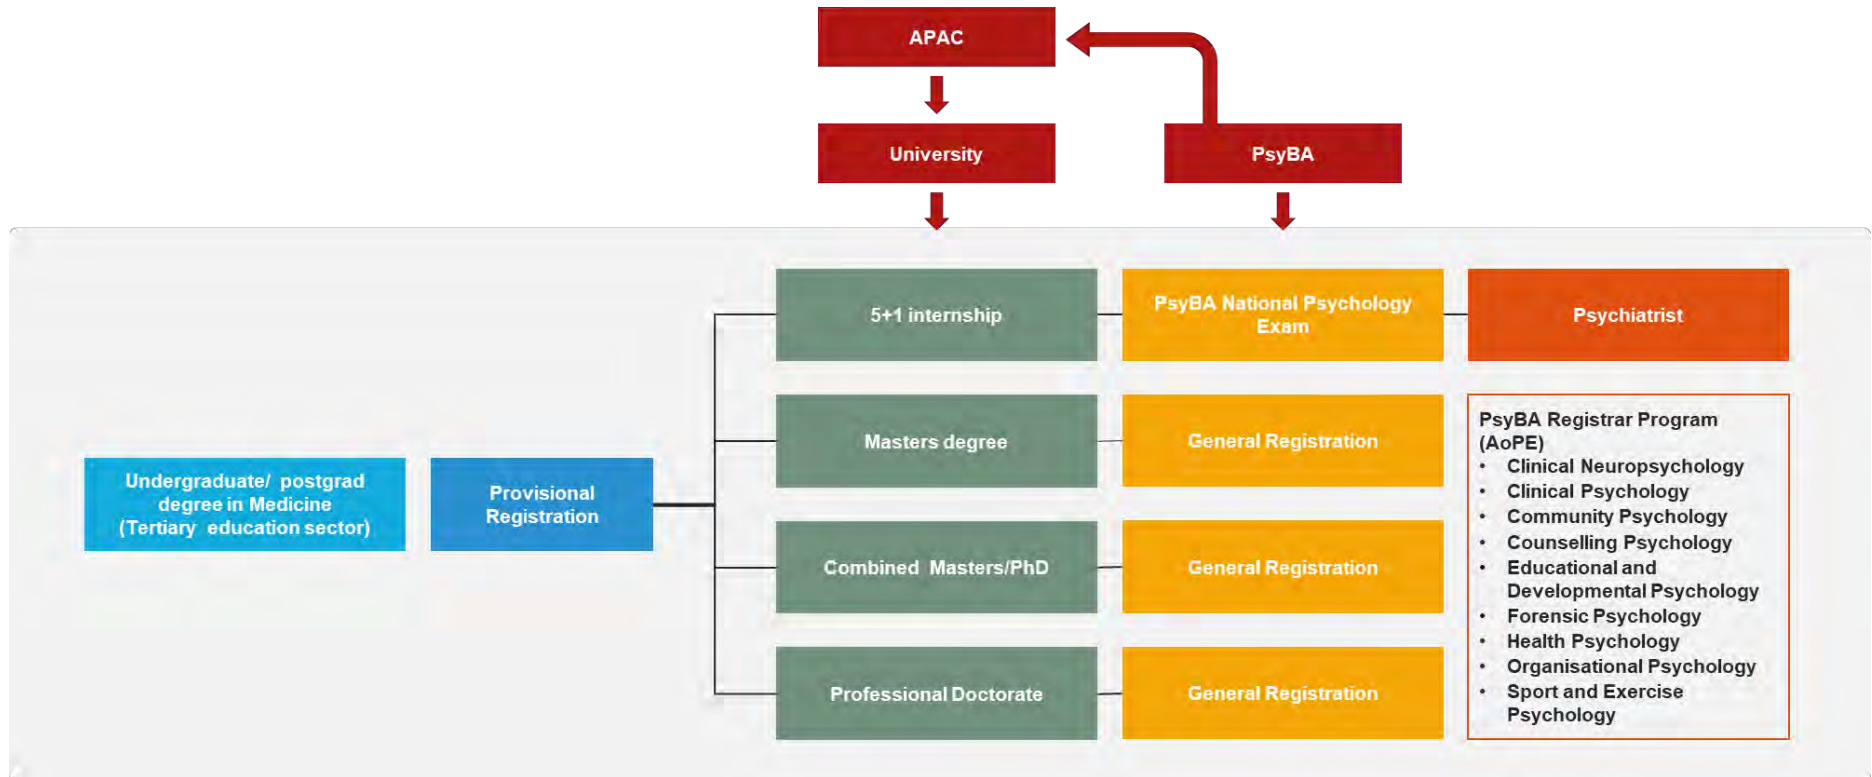 APAC
University
PsyBA
5+1 internship
PsyBA National Psychology
Exam
Psychiatrist
Masters degree
General Registration
PsyBA Registrar Program
(AoPE)
• Clinical Neuropsychology
• Clinical Psychology
• Community Psychology
• Counselling Psychology
• Educational and
Developmental Psychology
• Forensic Psychology
• Health Psychology
• Organisational Psychology
• Sport and Exercise
Psychology
Undergraduate/ postgrad
degree in Medicine
(Tertiary education sector)
Provisional
Registration
Combined Masters/PhD
General Registration
Professional Doctorate
General Registration